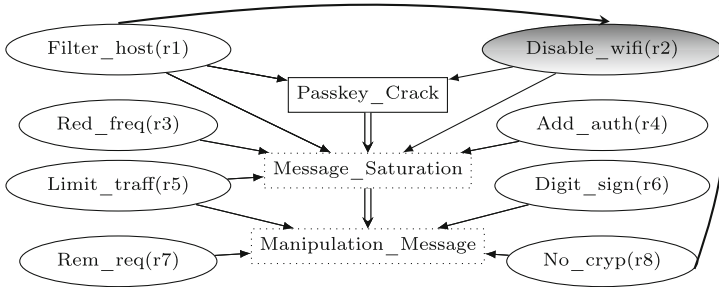 Filter_host(r1)
Disable_wifi(r2)
Passkey_Crack
Red_freq(r3)
Add_auth(r4)
Message_Saturation
Limit_traff(r5)
Digit_sign(r6)
Manipulation_Message
Rem_req(r7)
No_cryp(r8)